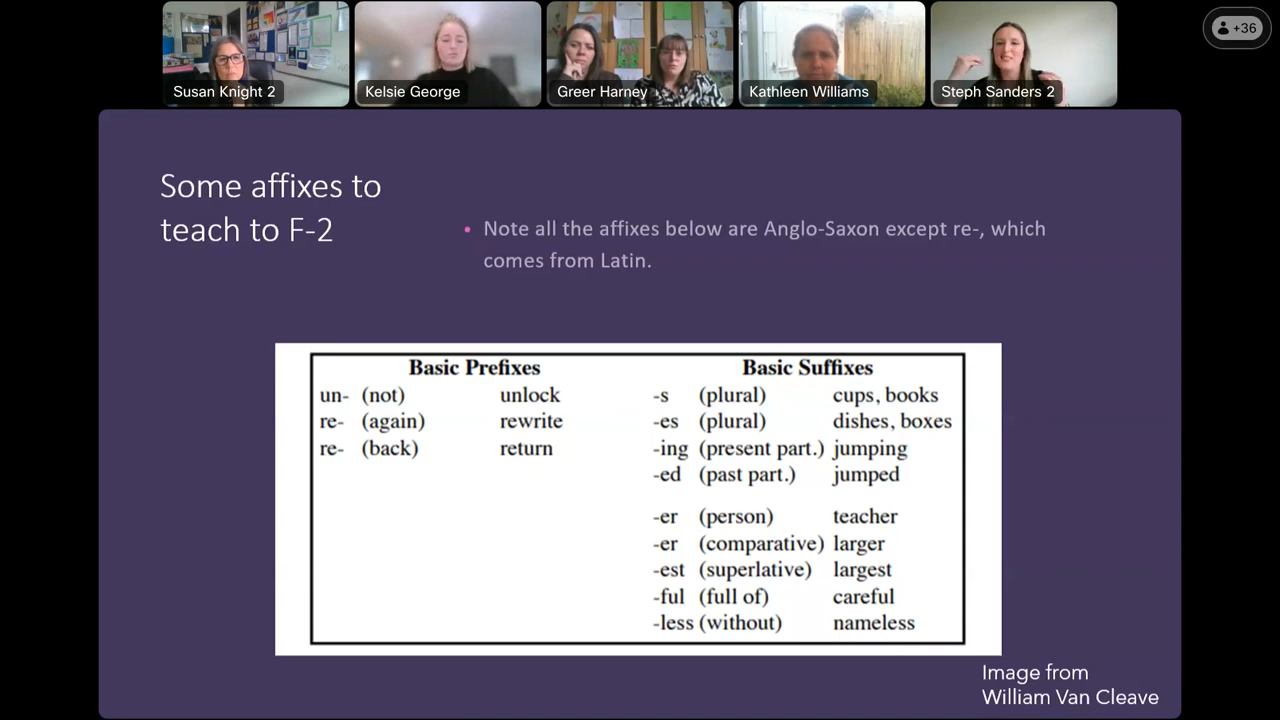 Susan Knight 2
Kelsie George
Greer Harney
Kathleen Williams
Steph Sanders 2
+36
Some affixes to
teach to F-2
• Note all the affixes below are Anglo-Saxon except re-, which
comes from Latin.
Basic Prefixes
un- (not) unlock
re- (again) rewrite
re- (back) return
Basic Suffixes
-s (plural) cups, books
-es (plural) dishes, boxes
-ing (present part.) jumping
-ed (past part.) jumped
-er (person) teacher
-er (comparative) larger
-est (superlative) largest
-ful (full of) careful
-less (without) nameless
Image from
William Van Cleave